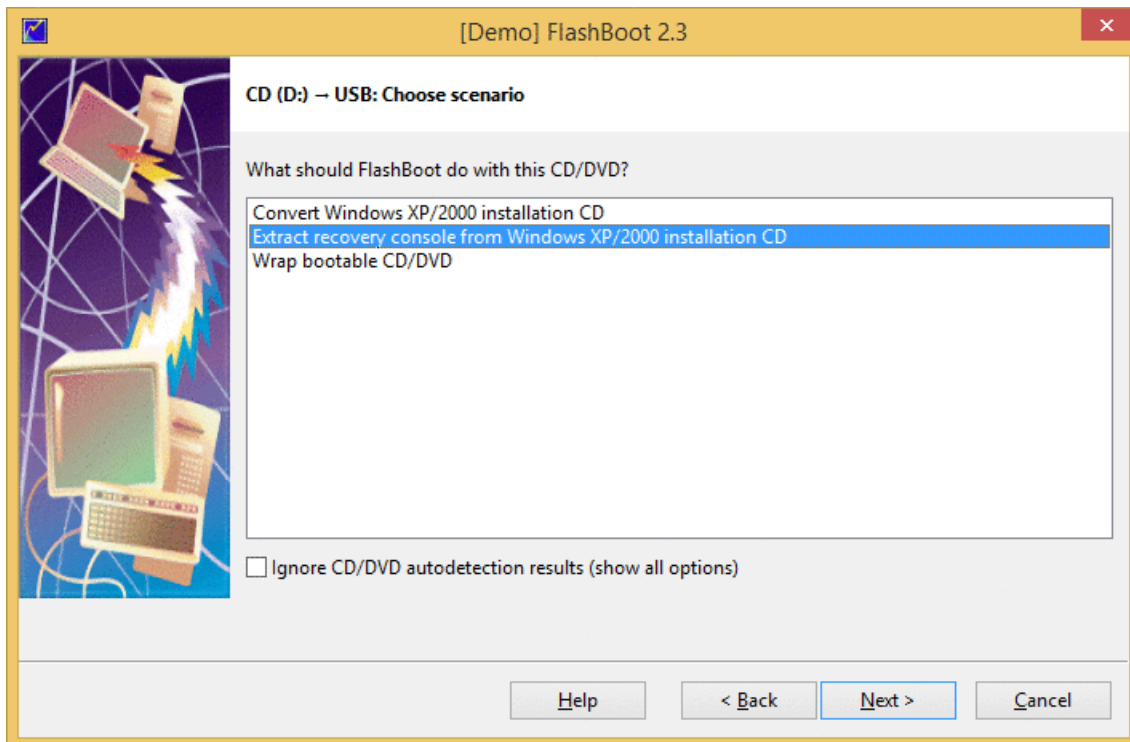 [Demo] FlashBoot 2.3
CD (D:) → USB: Choose scenario
What should FlashBoot do with this CD/DVD?
Convert Windows XP/2000 installation CD
Extract recovery console from Windows XP/2000 installation CD
Wrap bootable CD/DVD
Ignore CD/DVD autodetection results (show all options)
Help
< Back
Next >
Cancel